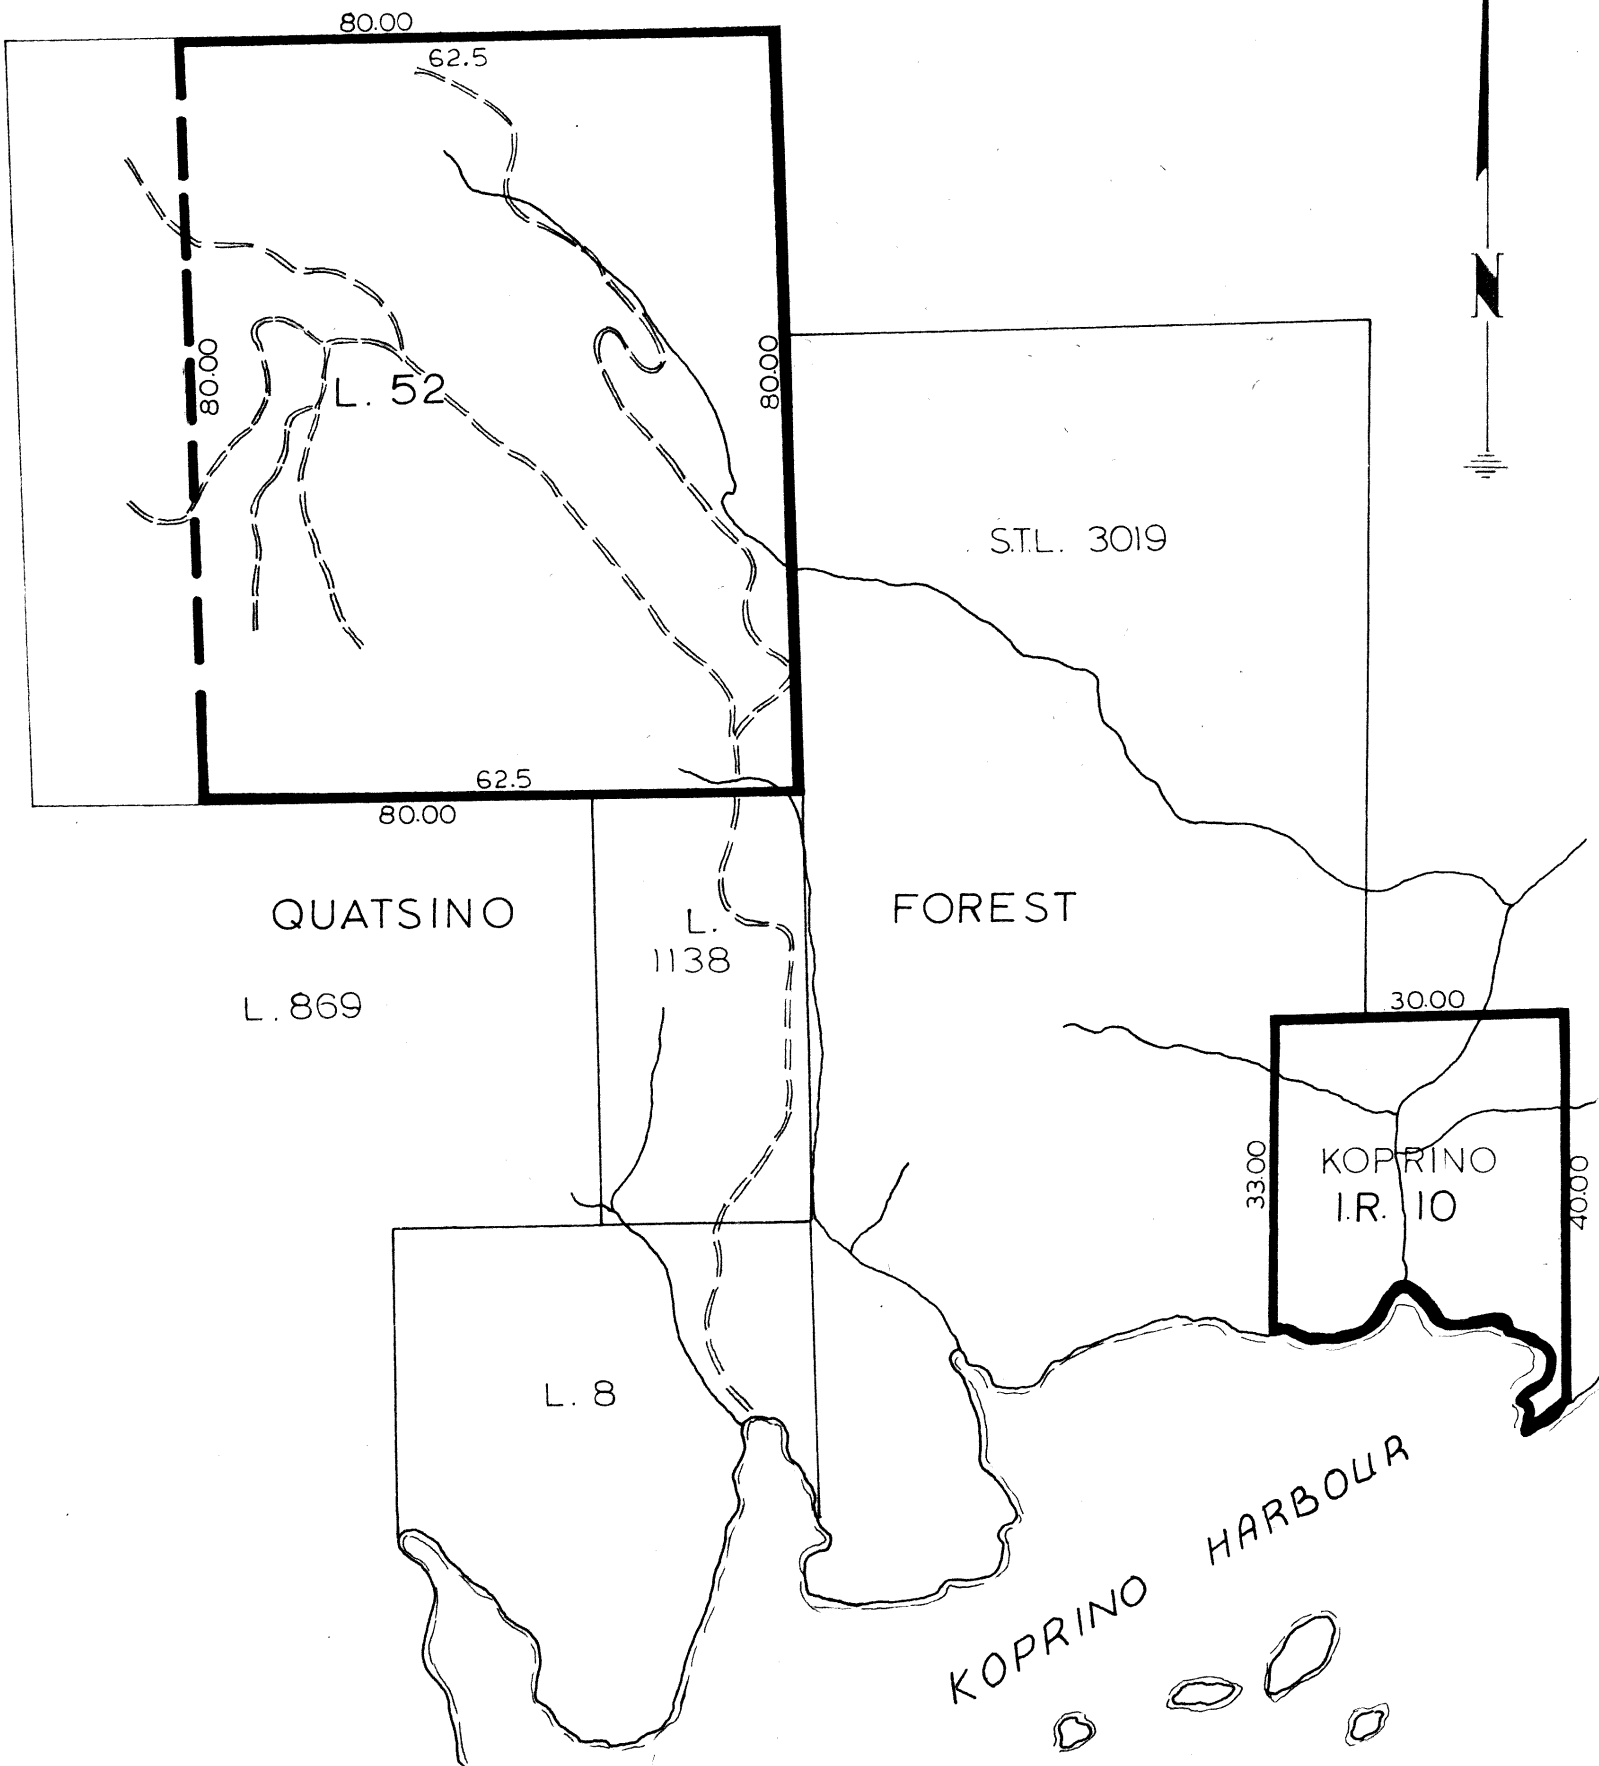 80.00
62.5
N
80.00
80.00
L. 52
S.T.L. 3019
62.5
80.00
QUATSINO FOREST
L.
1138
L. 869
30.00
33.00
KOPRINO
I.R. 10
40.00
L. 8
KOPRINO HARBOUR